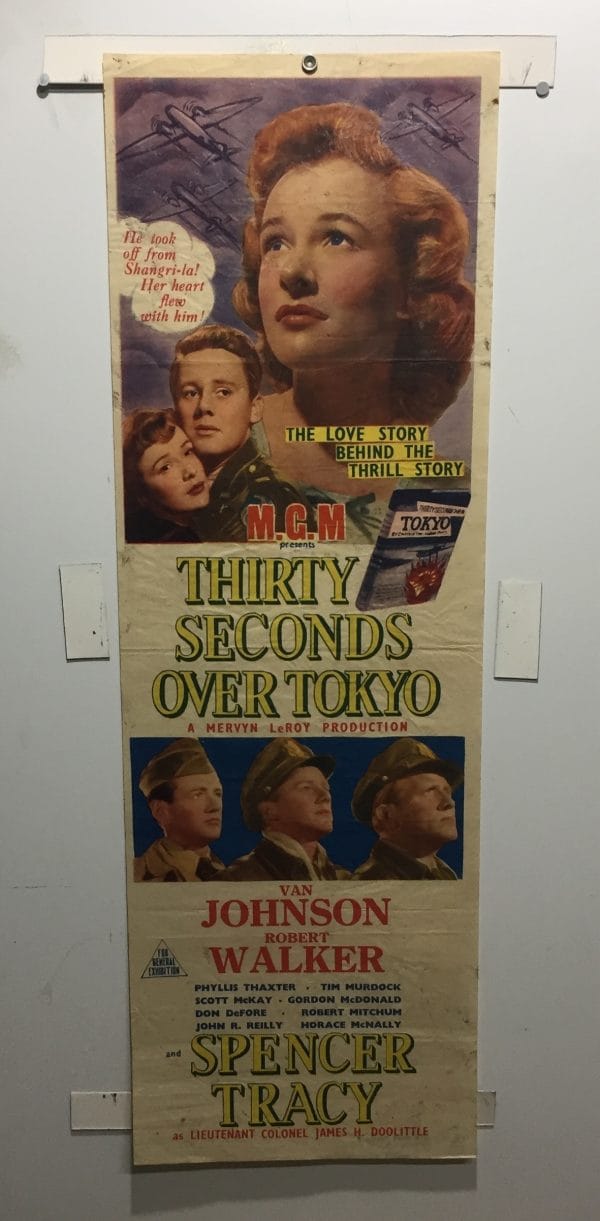 He took
off from
Shangri-la!
Her heart
flew
with him!
THE LOVE STORY
BEHIND THE
THRILL STORY
M.G.M
presents
TOKYO
THIRTY
SECONDS
OVER TOKYO
A MERVYN LeROY PRODUCTION
VAN
JOHNSON
ROBERT
WALKER
FOR
GENERAL
EXHIBITION
PHYLLIS THAXTER · TIM MURDOCK
SCOTT McKAY · GORDON McDONALD
DON DeFORE · ROBERT MITCHUM
JOHN R. REILLY HORACE McNALLY
and SPENCER
TRACY
as LIEUTENANT COLONEL JAMES H. DOOLITTLE